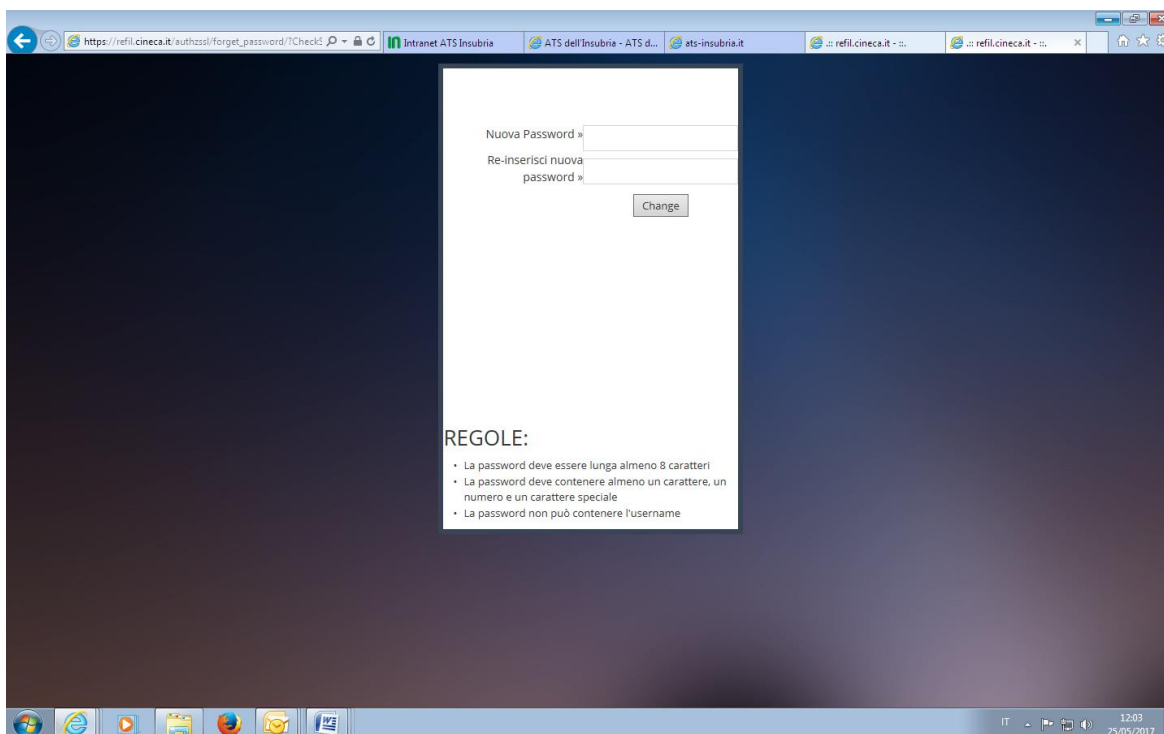 https://refil.cineca.it/authzssl/forget_password/?CheckS
Intranet ATS Insubria
ATS dell'Insubria - ATS d...
ats-insubria.it
.:: refil.cineca.it - ::.
.:: refil.cineca.it - ::.
Nuova Password »
Re-inserisci nuova
password »
Change
REGOLE:
• La password deve essere lunga almeno 8 caratteri
• La password deve contenere almeno un carattere, un
numero e un carattere speciale
• La password non può contenere l'username
IT
12:03
25/05/2017